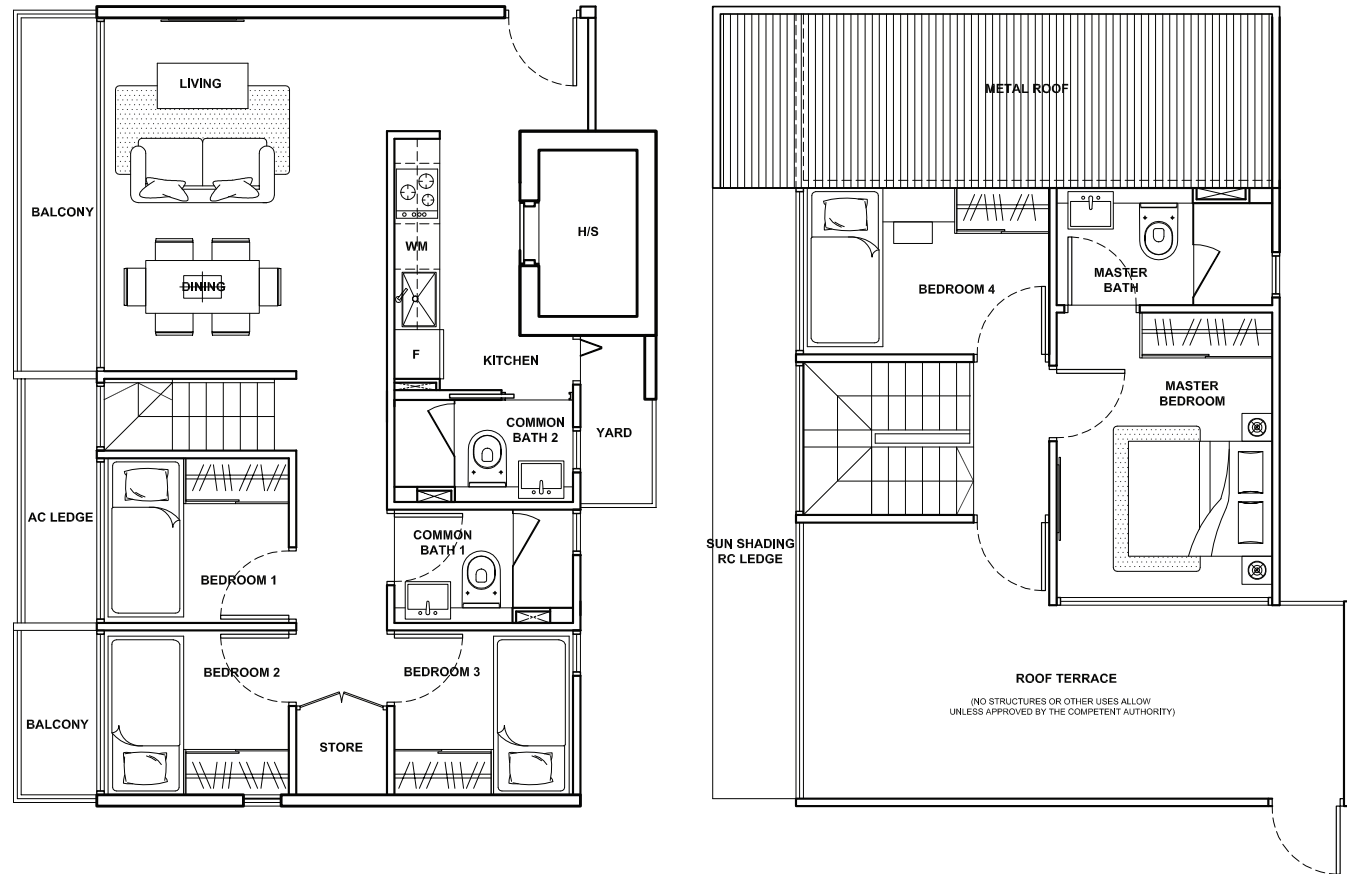 LIVING
BALCONY
DINING
WM
H/S
F
KITCHEN
COMMON
BATH 2
YARD
AC LEDGE
COMMON
BATH 1
BEDROOM 1
BEDROOM 2
BEDROOM 3
BALCONY
STORE
METAL ROOF
BEDROOM 4
MASTER
BATH
MASTER
BEDROOM
SUN SHADING
RC LEDGE
ROOF TERRACE
(NO STRUCTURES OR OTHER USES ALLOW
UNLESS APPROVED BY THE COMPETENT AUTHORITY)